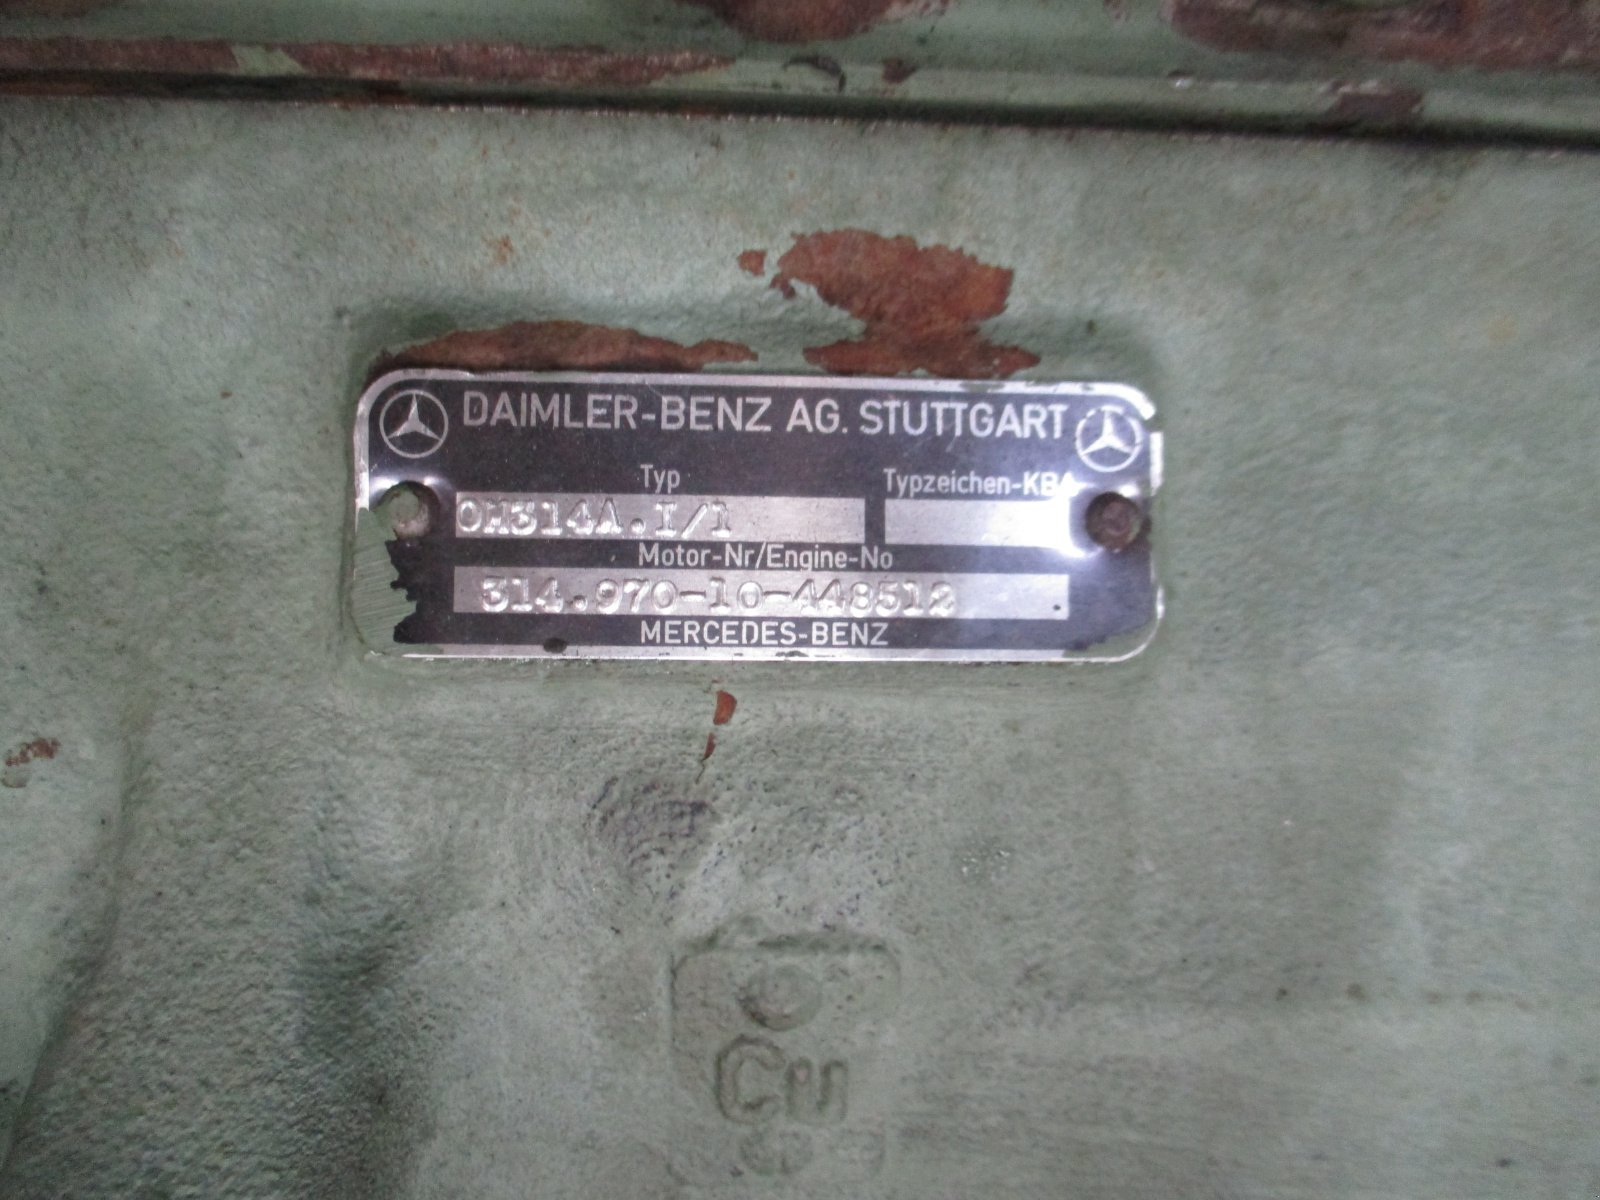 DAIMLER-BENZ AG. STUTTGART
Typ Typzeichen-KBA
OM314A.I/1
Motor-Nr/Engine-No
314.970-10-448512
MERCEDES-BENZ